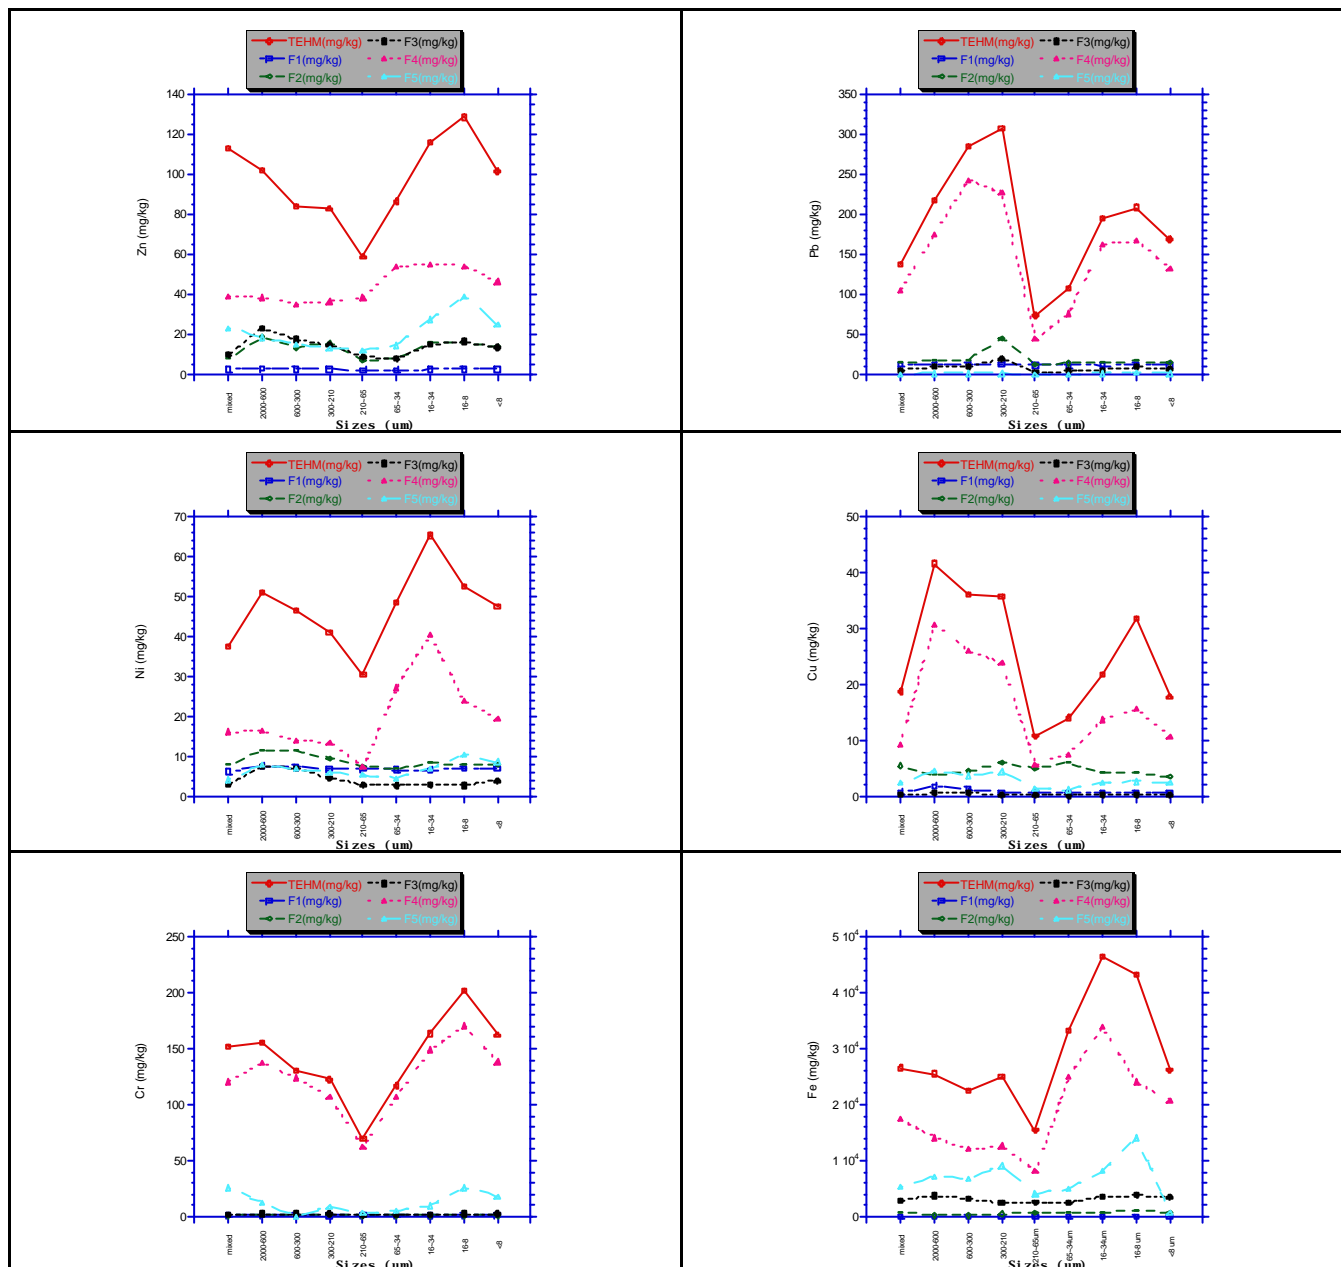 TEHM(mg/kg) F3(mg/kg)
F1(mg/kg) F4(mg/kg)
F2(mg/kg) F5(mg/kg)
140
120
100
80
60
40
20
0
Zn (mg/kg)
mixed
2000-600
600-300
300-210
210-65
65-34
16-34
16-8
<8
Sizes (um)
TEHM(mg/kg) F3(mg/kg)
F1(mg/kg) F4(mg/kg)
F2(mg/kg) F5(mg/kg)
350
300
250
200
150
100
50
0
Pb (mg/kg)
mixed
2000-600
600-300
300-210
210-65
65-34
16-34
16-8
<8
Sizes (um)
TEHM(mg/kg) F3(mg/kg)
F1(mg/kg) F4(mg/kg)
F2(mg/kg) F5(mg/kg)
70
60
50
40
30
20
10
0
Ni (mg/kg)
mixed
2000-600
600-300
300-210
210-65
65-34
16-34
16-8
<8
Sizes (um)
TEHM(mg/kg) F3(mg/kg)
F1(mg/kg) F4(mg/kg)
F2(mg/kg) F5(mg/kg)
50
40
30
20
10
0
Cu (mg/kg)
mixed
2000-600
600-300
300-210
210-65
65-34
16-34
16-8
<8
Sizes (um)
TEHM(mg/kg) F3(mg/kg)
F1(mg/kg) F4(mg/kg)
F2(mg/kg) F5(mg/kg)
250
200
150
100
50
0
Cr (mg/kg)
mixed
2000-600
600-300
300-210
210-65
65-34
16-34
16-8
<8
Sizes (um)
TEHM(mg/kg) F3(mg/kg)
F1(mg/kg) F4(mg/kg)
F2(mg/kg) F5(mg/kg)
5 10⁴
4 10⁴
3 10⁴
2 10⁴
1 10⁴
0
Fe (mg/kg)
mixed
2000-600
600-300
300-210
210-65um
65-34um
16-34um
16-8 um
<8 um
Sizes (um)